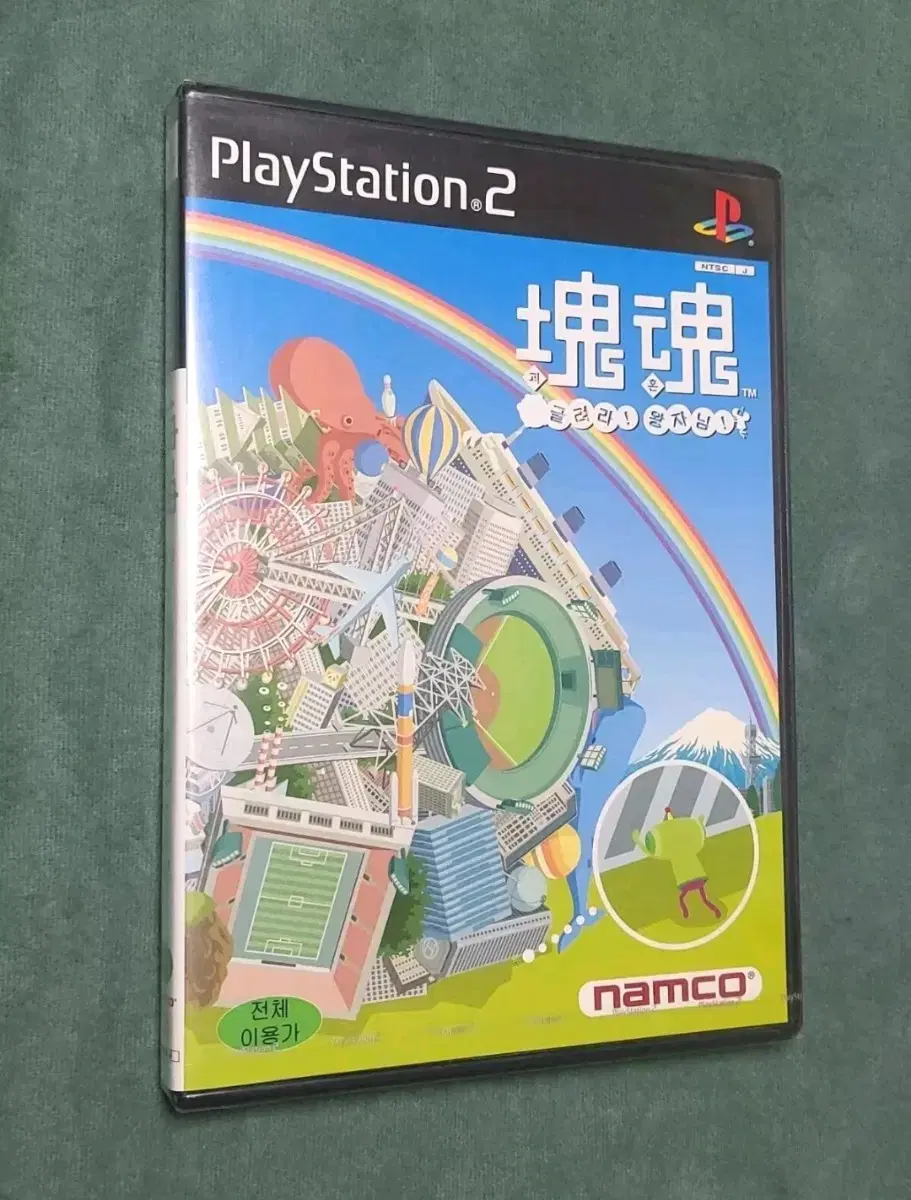 PlayStation®2
NTSC J
塊魂™
괴 혼
굴려라! 왕자님!
namco®
전체
이용가